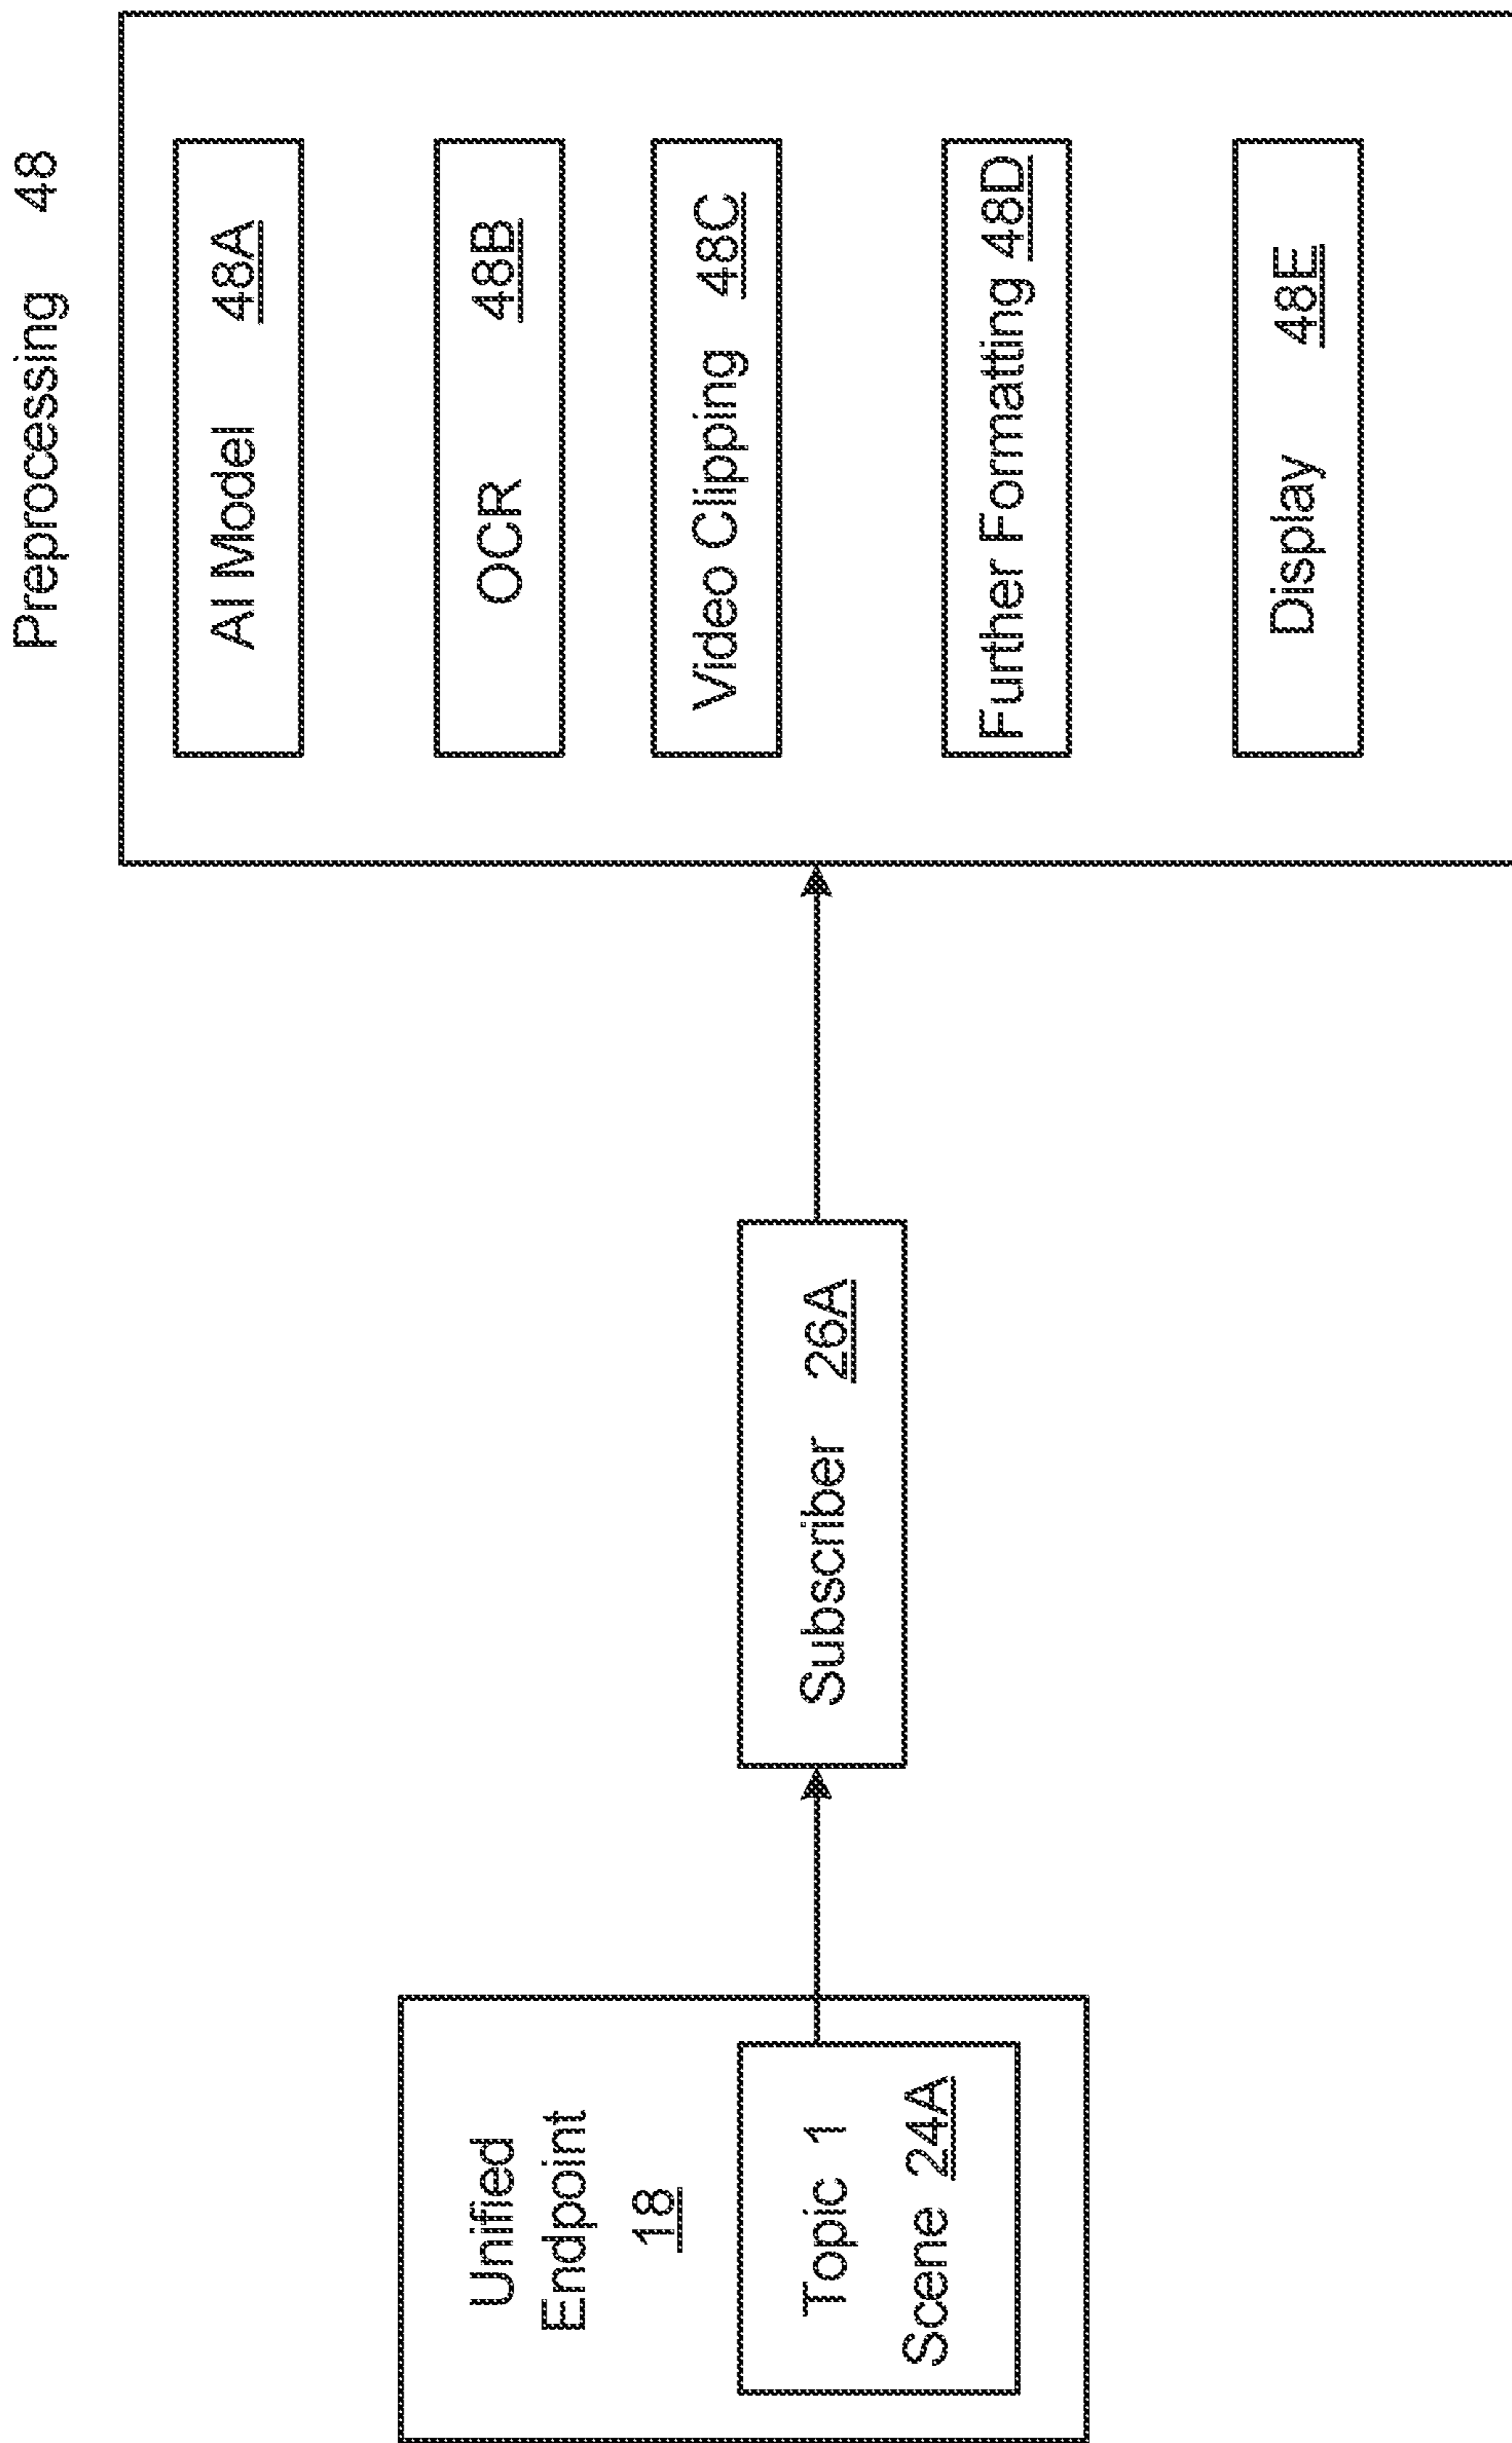 Unified
Endpoint
18
Topic 1
Scene 24A
Subscriber 26A
Preprocessing 48
AI Model 48A
OCR 48B
Video Clipping 48C
Further Formatting 48D
Display 48E